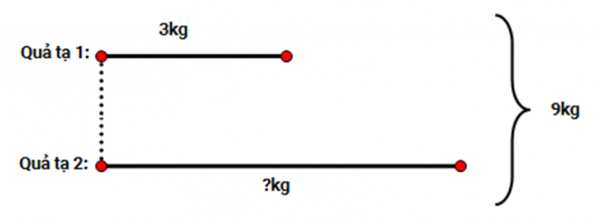 3kg
Quả tạ 1:
9kg
Quả tạ 2:
?kg